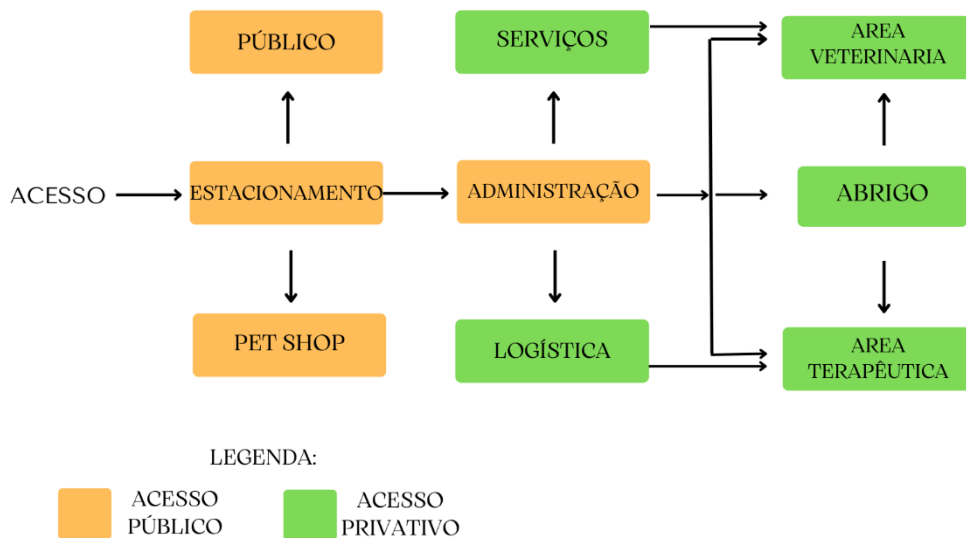 PÚBLICO
SERVIÇOS
AREA
VETERINARIA
ACESSO
ESTACIONAMENTO
ADMINISTRAÇÃO
ABRIGO
PET SHOP
LOGÍSTICA
AREA
TERAPÊUTICA
LEGENDA:
ACESSO
PÚBLICO
ACESSO
PRIVATIVO